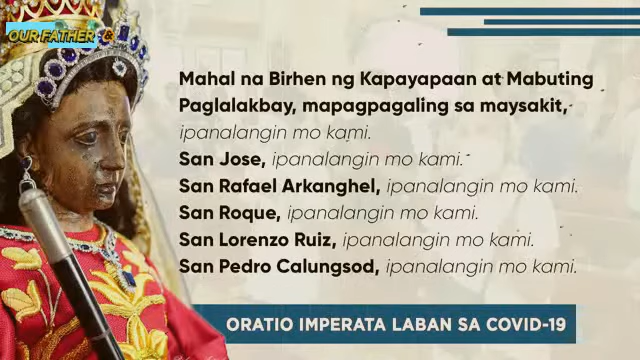 OUR FATHER &
Mahal na Birhen ng Kapayapaan at Mabuting
Paglalakbay, mapagpagaling sa maysakit,
ipanalangin mo kami.
San Jose, ipanalangin mo kami.
San Rafael Arkanghel, ipanalangin mo kami.
San Roque, ipanalangin mo kami.
San Lorenzo Ruiz, ipanalangin mo kami.
San Pedro Calungsod, ipanalangin mo kami.
ORATIO IMPERATA LABAN SA COVID-19